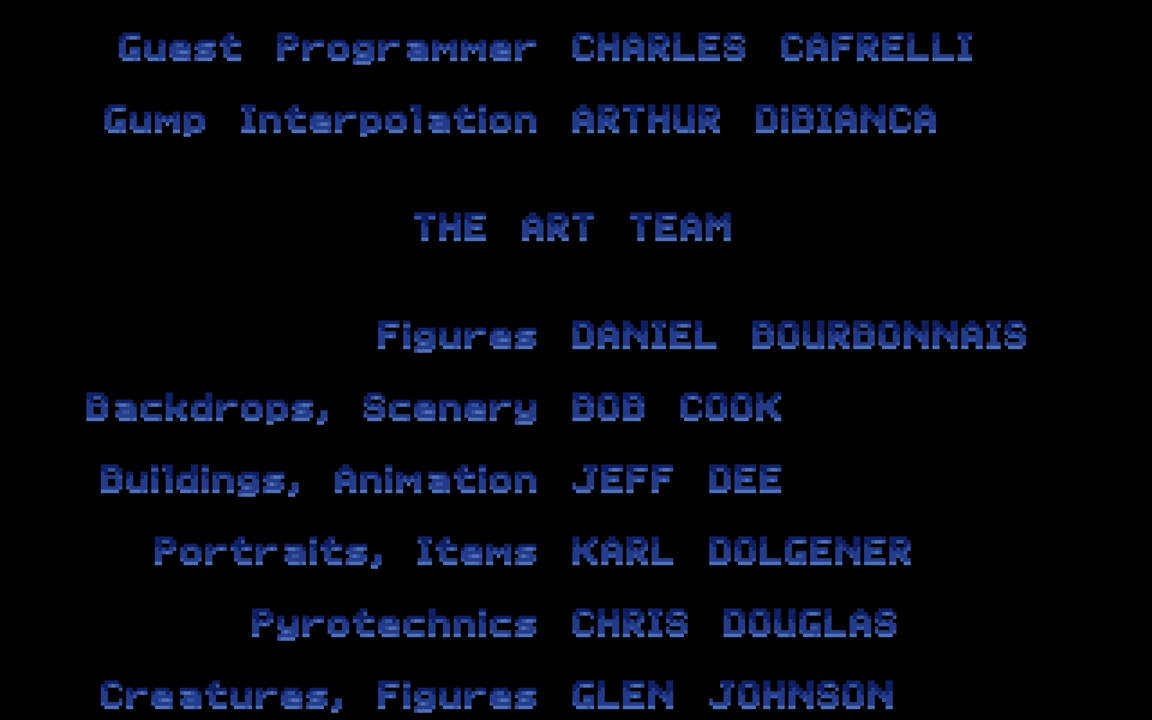 Guest Programmer CHARLES CAFRELLI
Gump Interpolation ARTHUR DiBIANCA
THE ART TEAM
Figures DANIEL BOURBONNAIS
Backdrops, Scenery BOB COOK
Buildings, Animation JEFF DEE
Portraits, Items KARL DOLGENER
Pyrotechnics CHRIS DOUGLAS
Creatures, Figures GLEN JOHNSON